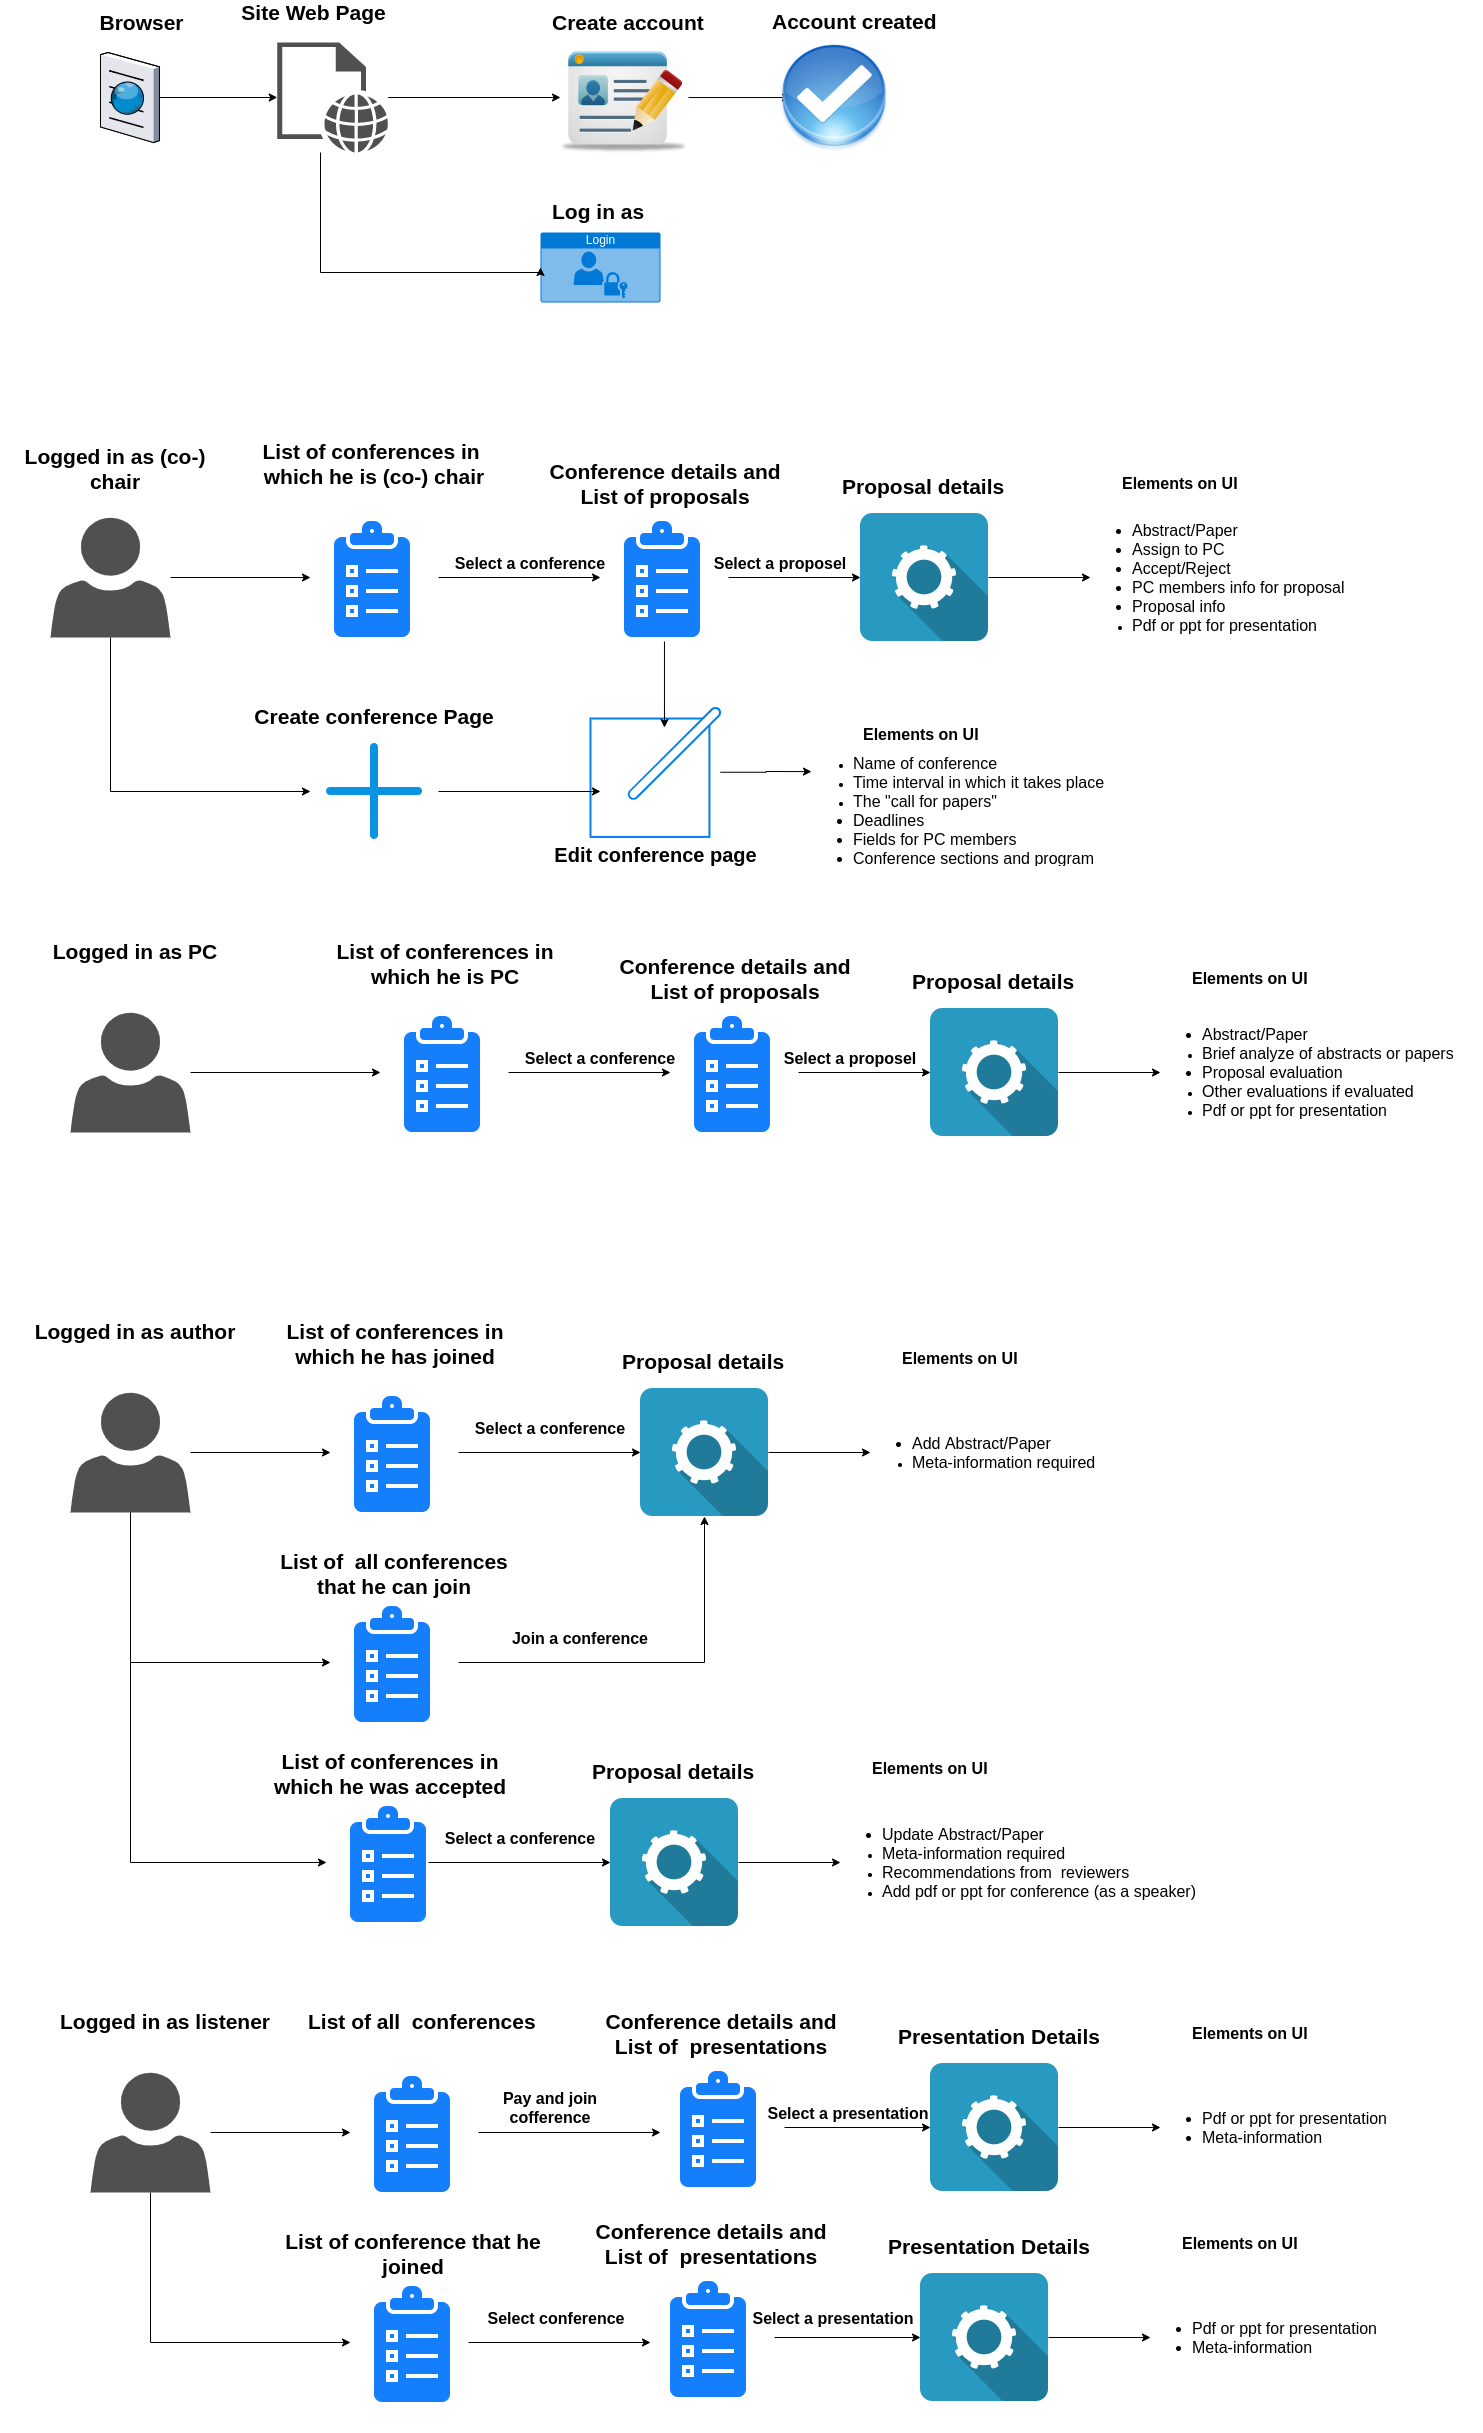 Browser
Site Web Page
Create account
Account created
Log in as
Login
Logged in as (co-)
chair
List of conferences in
which he is (co-) chair
Conference details and
List of proposals
Proposal details
Elements on UI
Select a conference
Select a proposel
Abstract/Paper
Assign to PC
Accept/Reject
PC members info for proposal
Proposal info
Pdf or ppt for presentation
Create conference Page
Edit conference page
Elements on UI
Name of conference
Time interval in which it takes place
The "call for papers"
Deadlines
Fields for PC members
Conference sections and program
Logged in as PC
List of conferences in
which he is PC
Conference details and
List of proposals
Proposal details
Elements on UI
Select a conference
Select a proposel
Abstract/Paper
Brief analyze of abstracts or papers
Proposal evaluation
Other evaluations if evaluated
Pdf or ppt for presentation
Logged in as author
List of conferences in
which he has joined
Proposal details
Elements on UI
Select a conference
Add Abstract/Paper
Meta-information required
List of  all conferences
that he can join
Join a conference
List of conferences in
which he was accepted
Proposal details
Elements on UI
Select a conference
Update Abstract/Paper
Meta-information required
Recommendations from  reviewers
Add pdf or ppt for conference (as a speaker)
Logged in as listener
List of all  conferences
Conference details and
List of  presentations
Presentation Details
Elements on UI
Pay and join
cofference
Select a presentation
Pdf or ppt for presentation
Meta-information
List of conference that he
joined
Conference details and
List of  presentations
Presentation Details
Elements on UI
Select conference
Select a presentation
Pdf or ppt for presentation
Meta-information